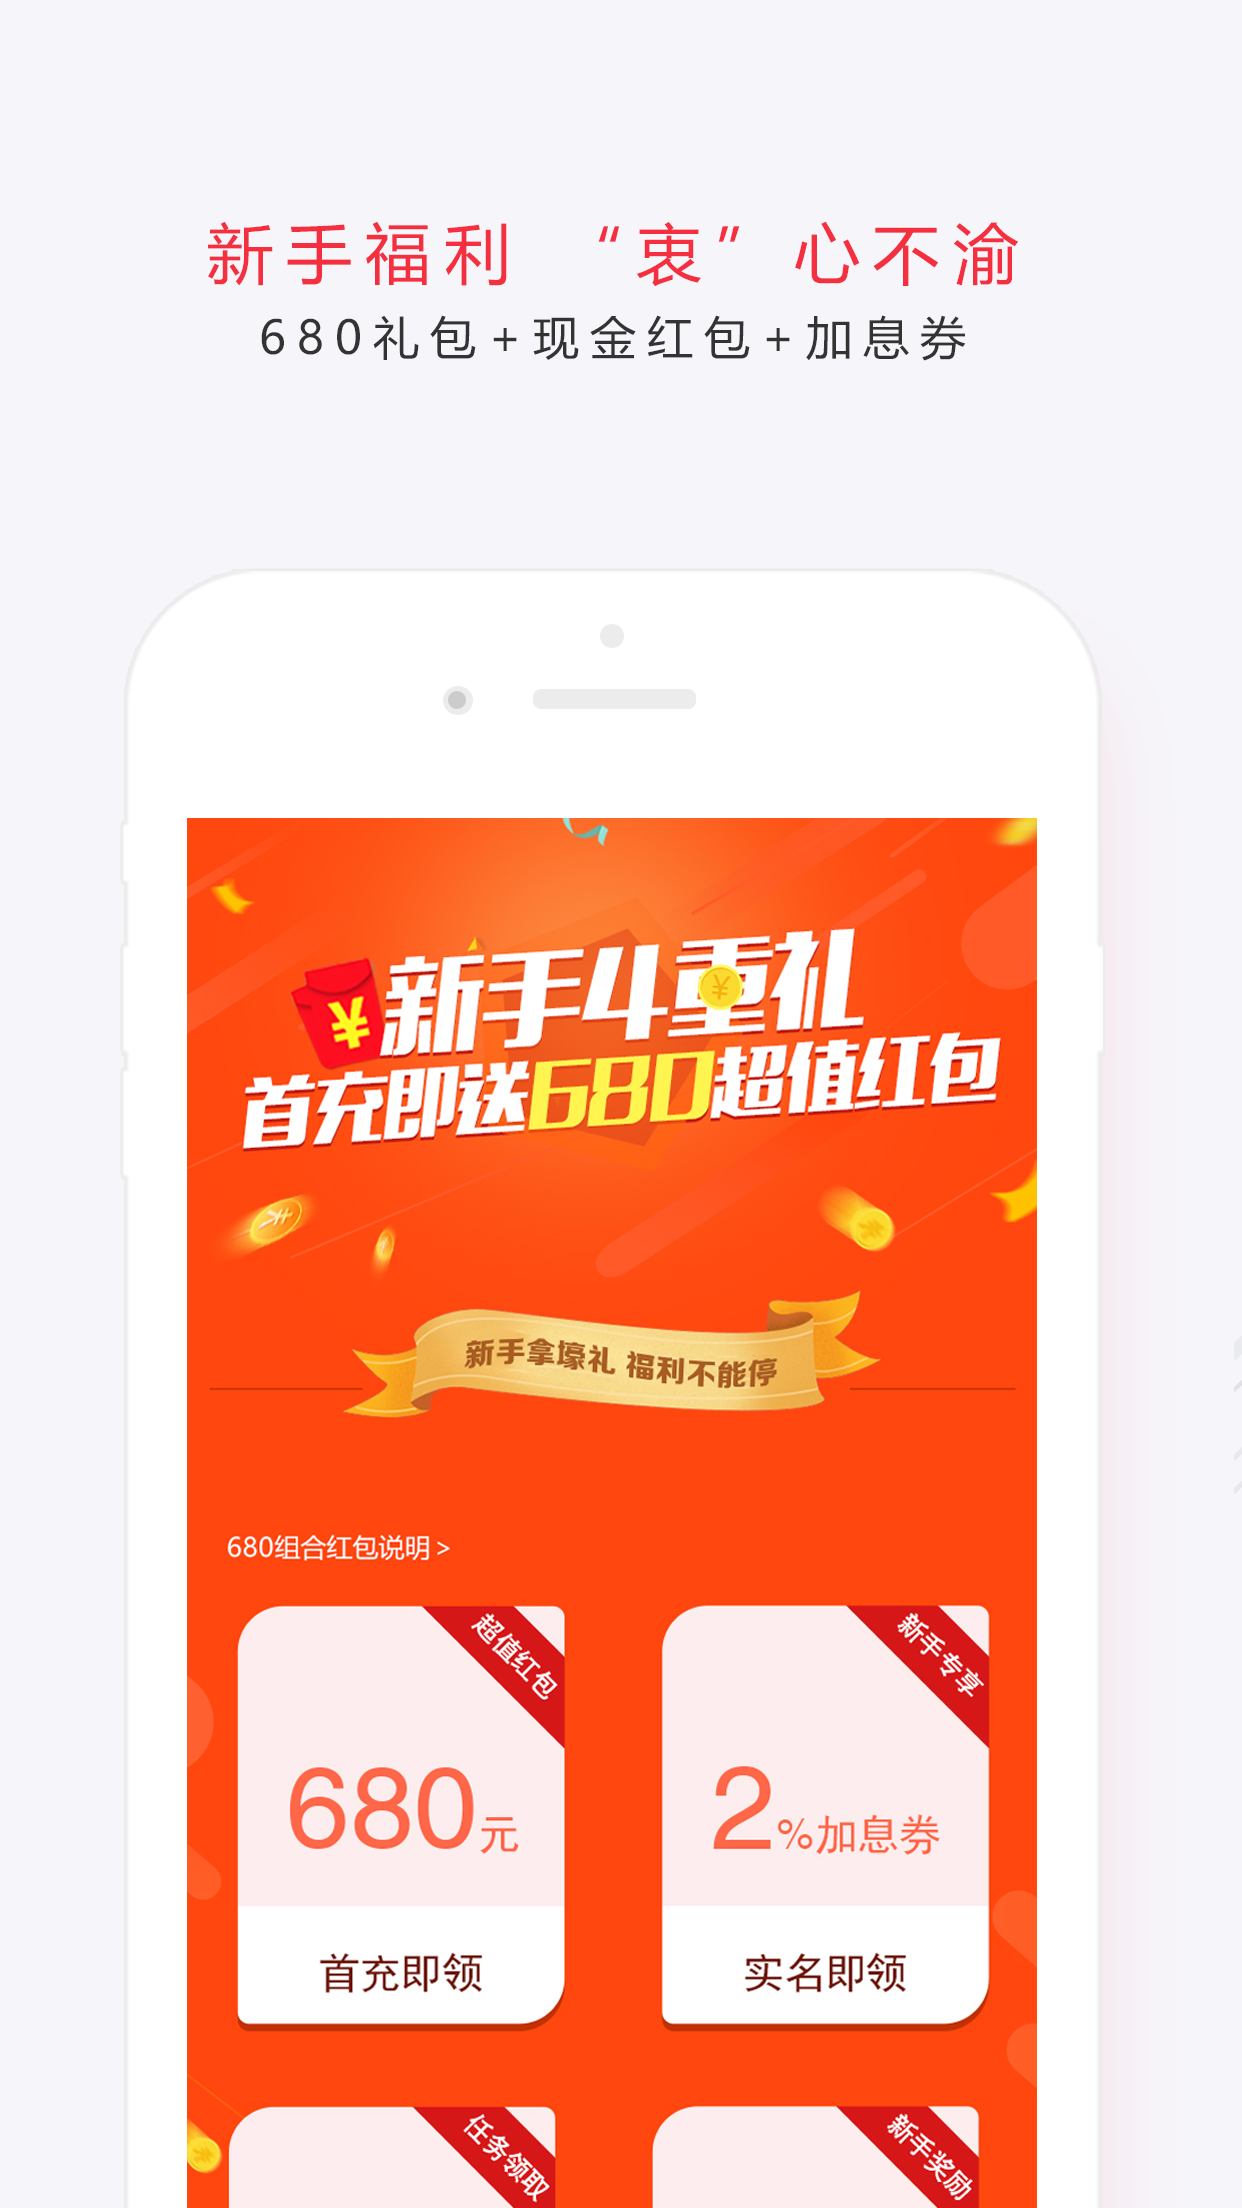 新手福利 “衷”心不渝
680礼包+现金红包+加息券
新手4重礼
首充即送680超值红包
新手拿壕礼 福利不能停
680组合红包说明 >
超值红包
680元
首充即领
新手专享
2%加息券
实名即领
任务领取
新手奖励